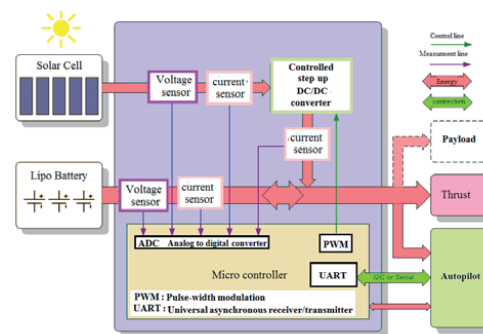 Solar Cell
Voltage
sensor
current
sensor
Controlled
step up
DC/DC
converter
Control line
Measurment line
Energy
connection
current
sensor
Payload
Lipo Battery
Voltage
sensor
current
sensor
Thrust
ADC Analog to digital converter
PWM
Micro controller
UART
I2C or Serial
Autopilot
PWM : Pulse-width modulation
UART : Universal asynchronous receiver/transmitter